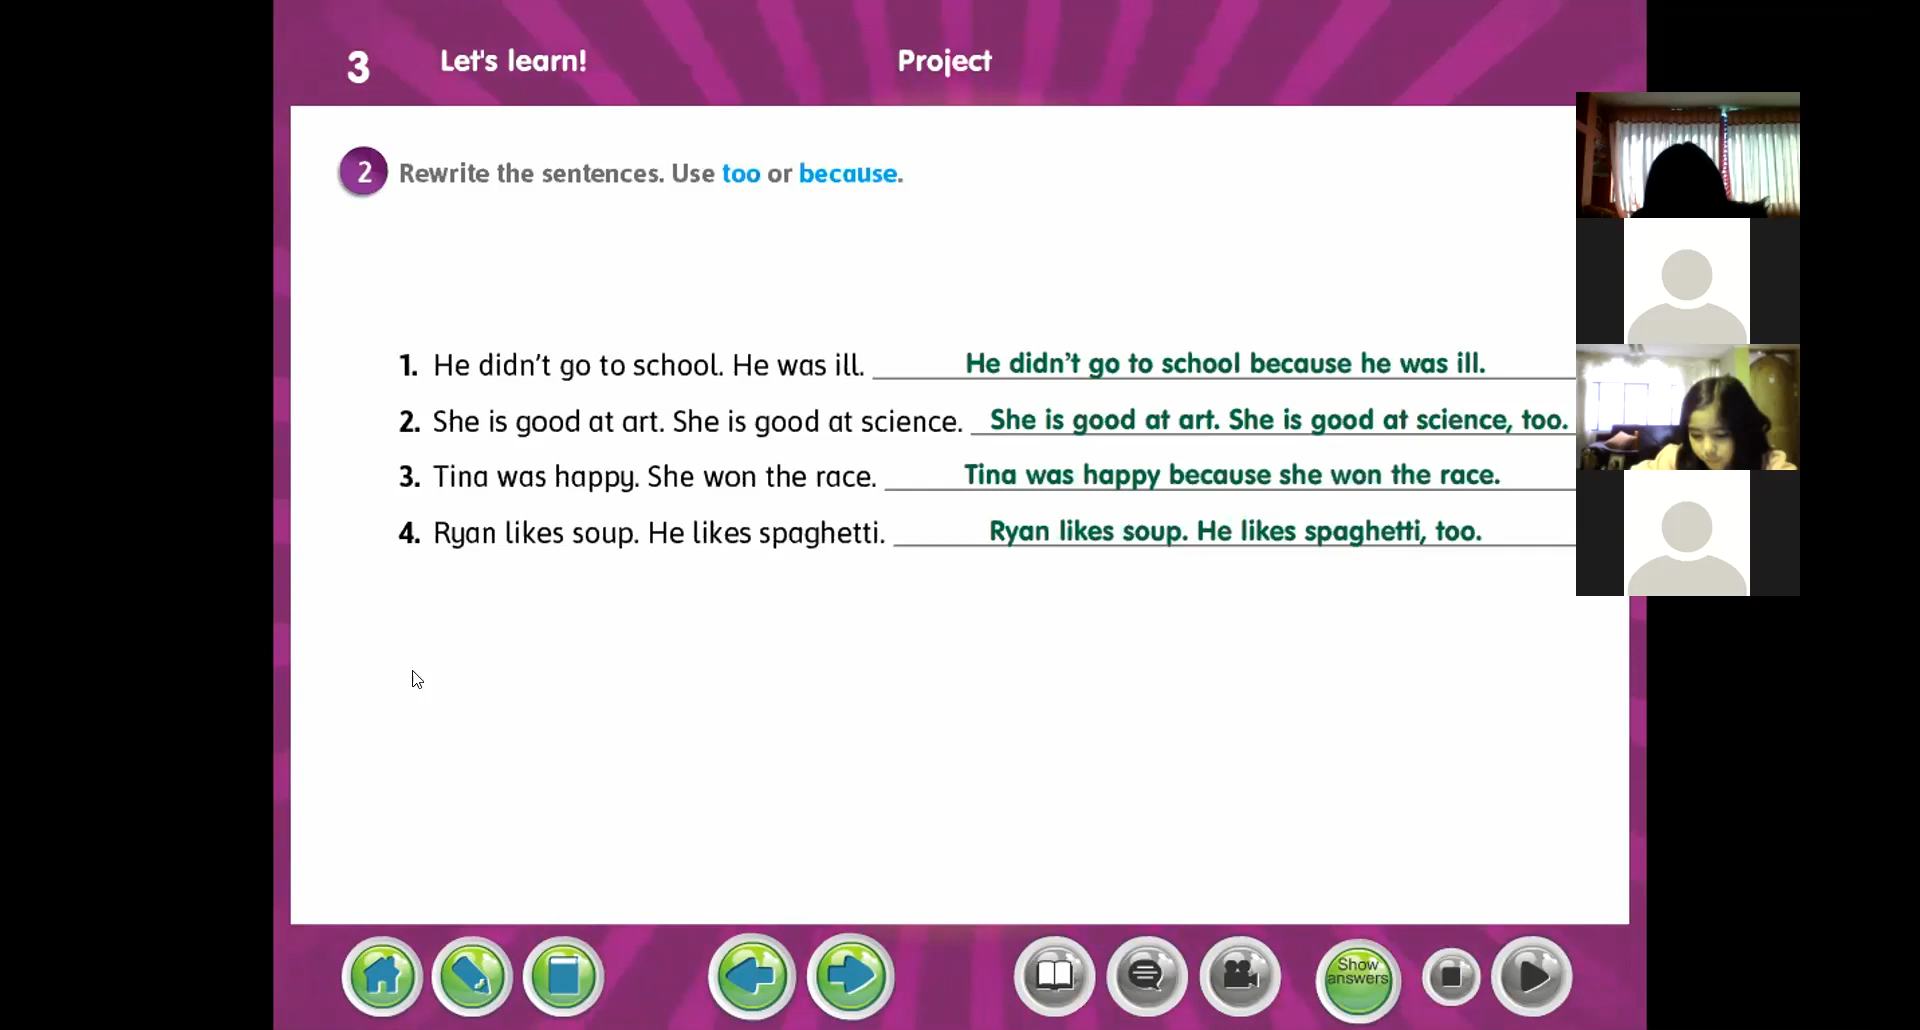 3 Let's learn! Project
2 Rewrite the sentences. Use too or because.
1. He didn't go to school. He was ill. He didn't go to school because he was ill.
2. She is good at art. She is good at science. She is good at art. She is good at science, too.
3. Tina was happy. She won the race. Tina was happy because she won the race.
4. Ryan likes soup. He likes spaghetti. Ryan likes soup. He likes spaghetti, too.
Show
answers